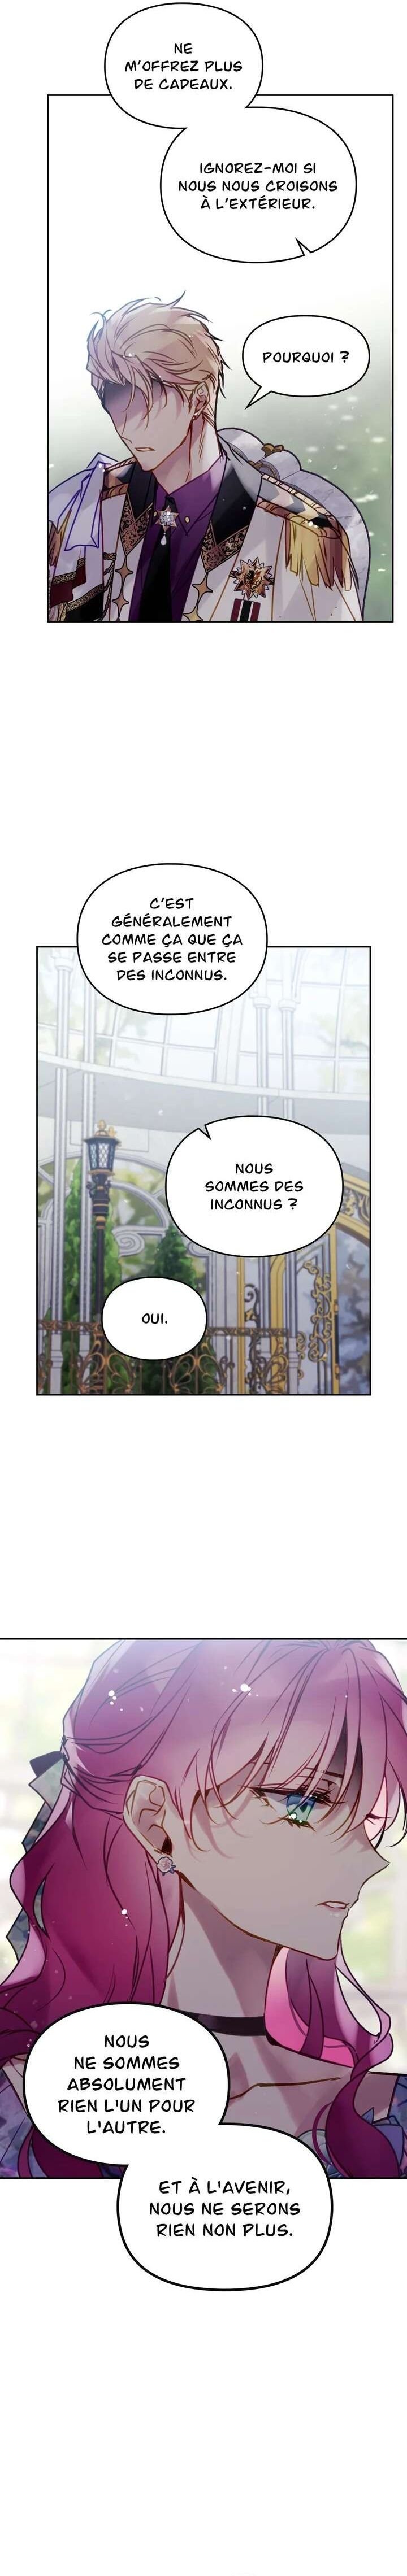 NE
M'OFFREZ PLUS
DE CADEAUX.
IGNOREZ-MOI SI
NOUS NOUS CROISONS
À L'EXTÉRIEUR.
POURQUOI ?
C'EST
GÉNÉRALEMENT
COMME ÇA QUE ÇA
SE PASSE ENTRE
DES INCONNUS.
NOUS
SOMMES DES
INCONNUS ?
OUI.
NOUS
NE SOMMES
ABSOLUMENT
RIEN L'UN POUR
L'AUTRE.
ET À L'AVENIR,
NOUS NE SERONS
RIEN NON PLUS.